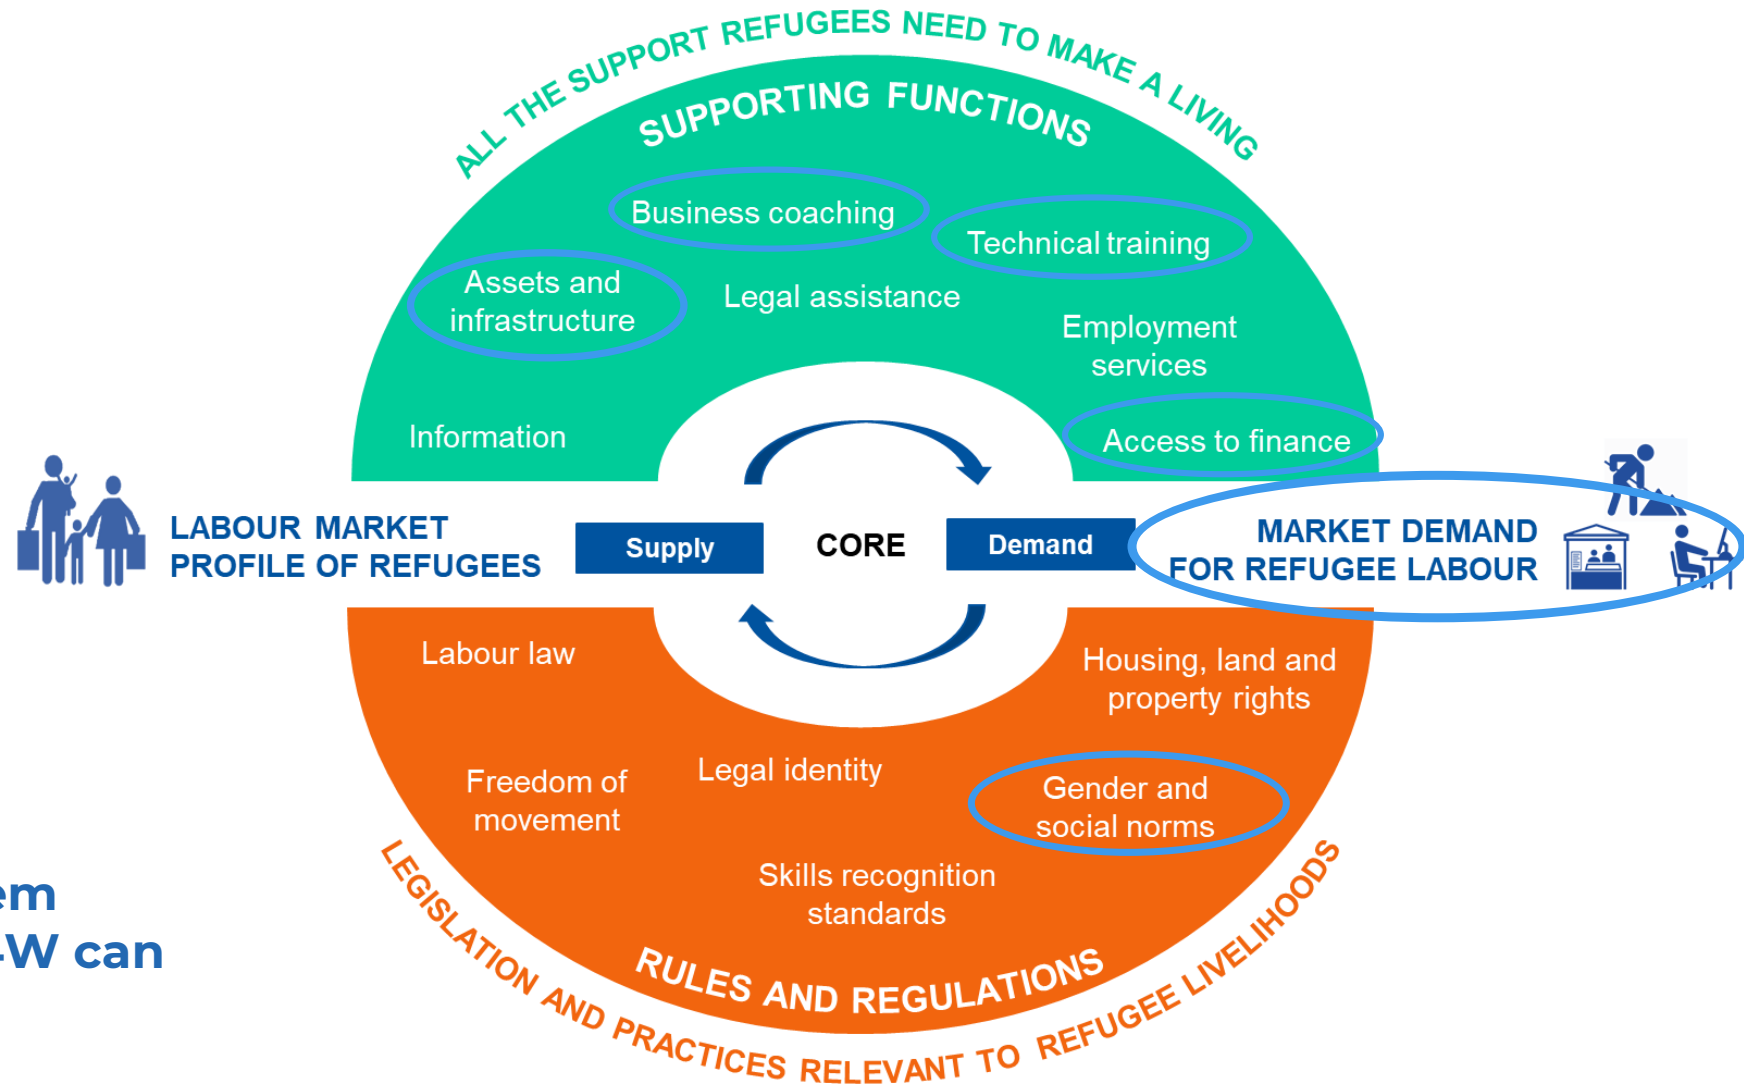 ALL THE SUPPORT REFUGEES NEED TO MAKE A LIVING
SUPPORTING FUNCTIONS
Business coaching
Technical training
Assets and
infrastructure
Legal assistance
Employment
services
Information
Access to finance
LABOUR MARKET
PROFILE OF REFUGEES
Supply
CORE
Demand
MARKET DEMAND
FOR REFUGEE LABOUR
Labour law
Housing, land and
property rights
Legal identity
Freedom of
movement
Gender and
social norms
Skills recognition
standards
RULES AND REGULATIONS
LEGISLATION AND PRACTICES RELEVANT TO REFUGEE LIVELIHOODS
em
-W can